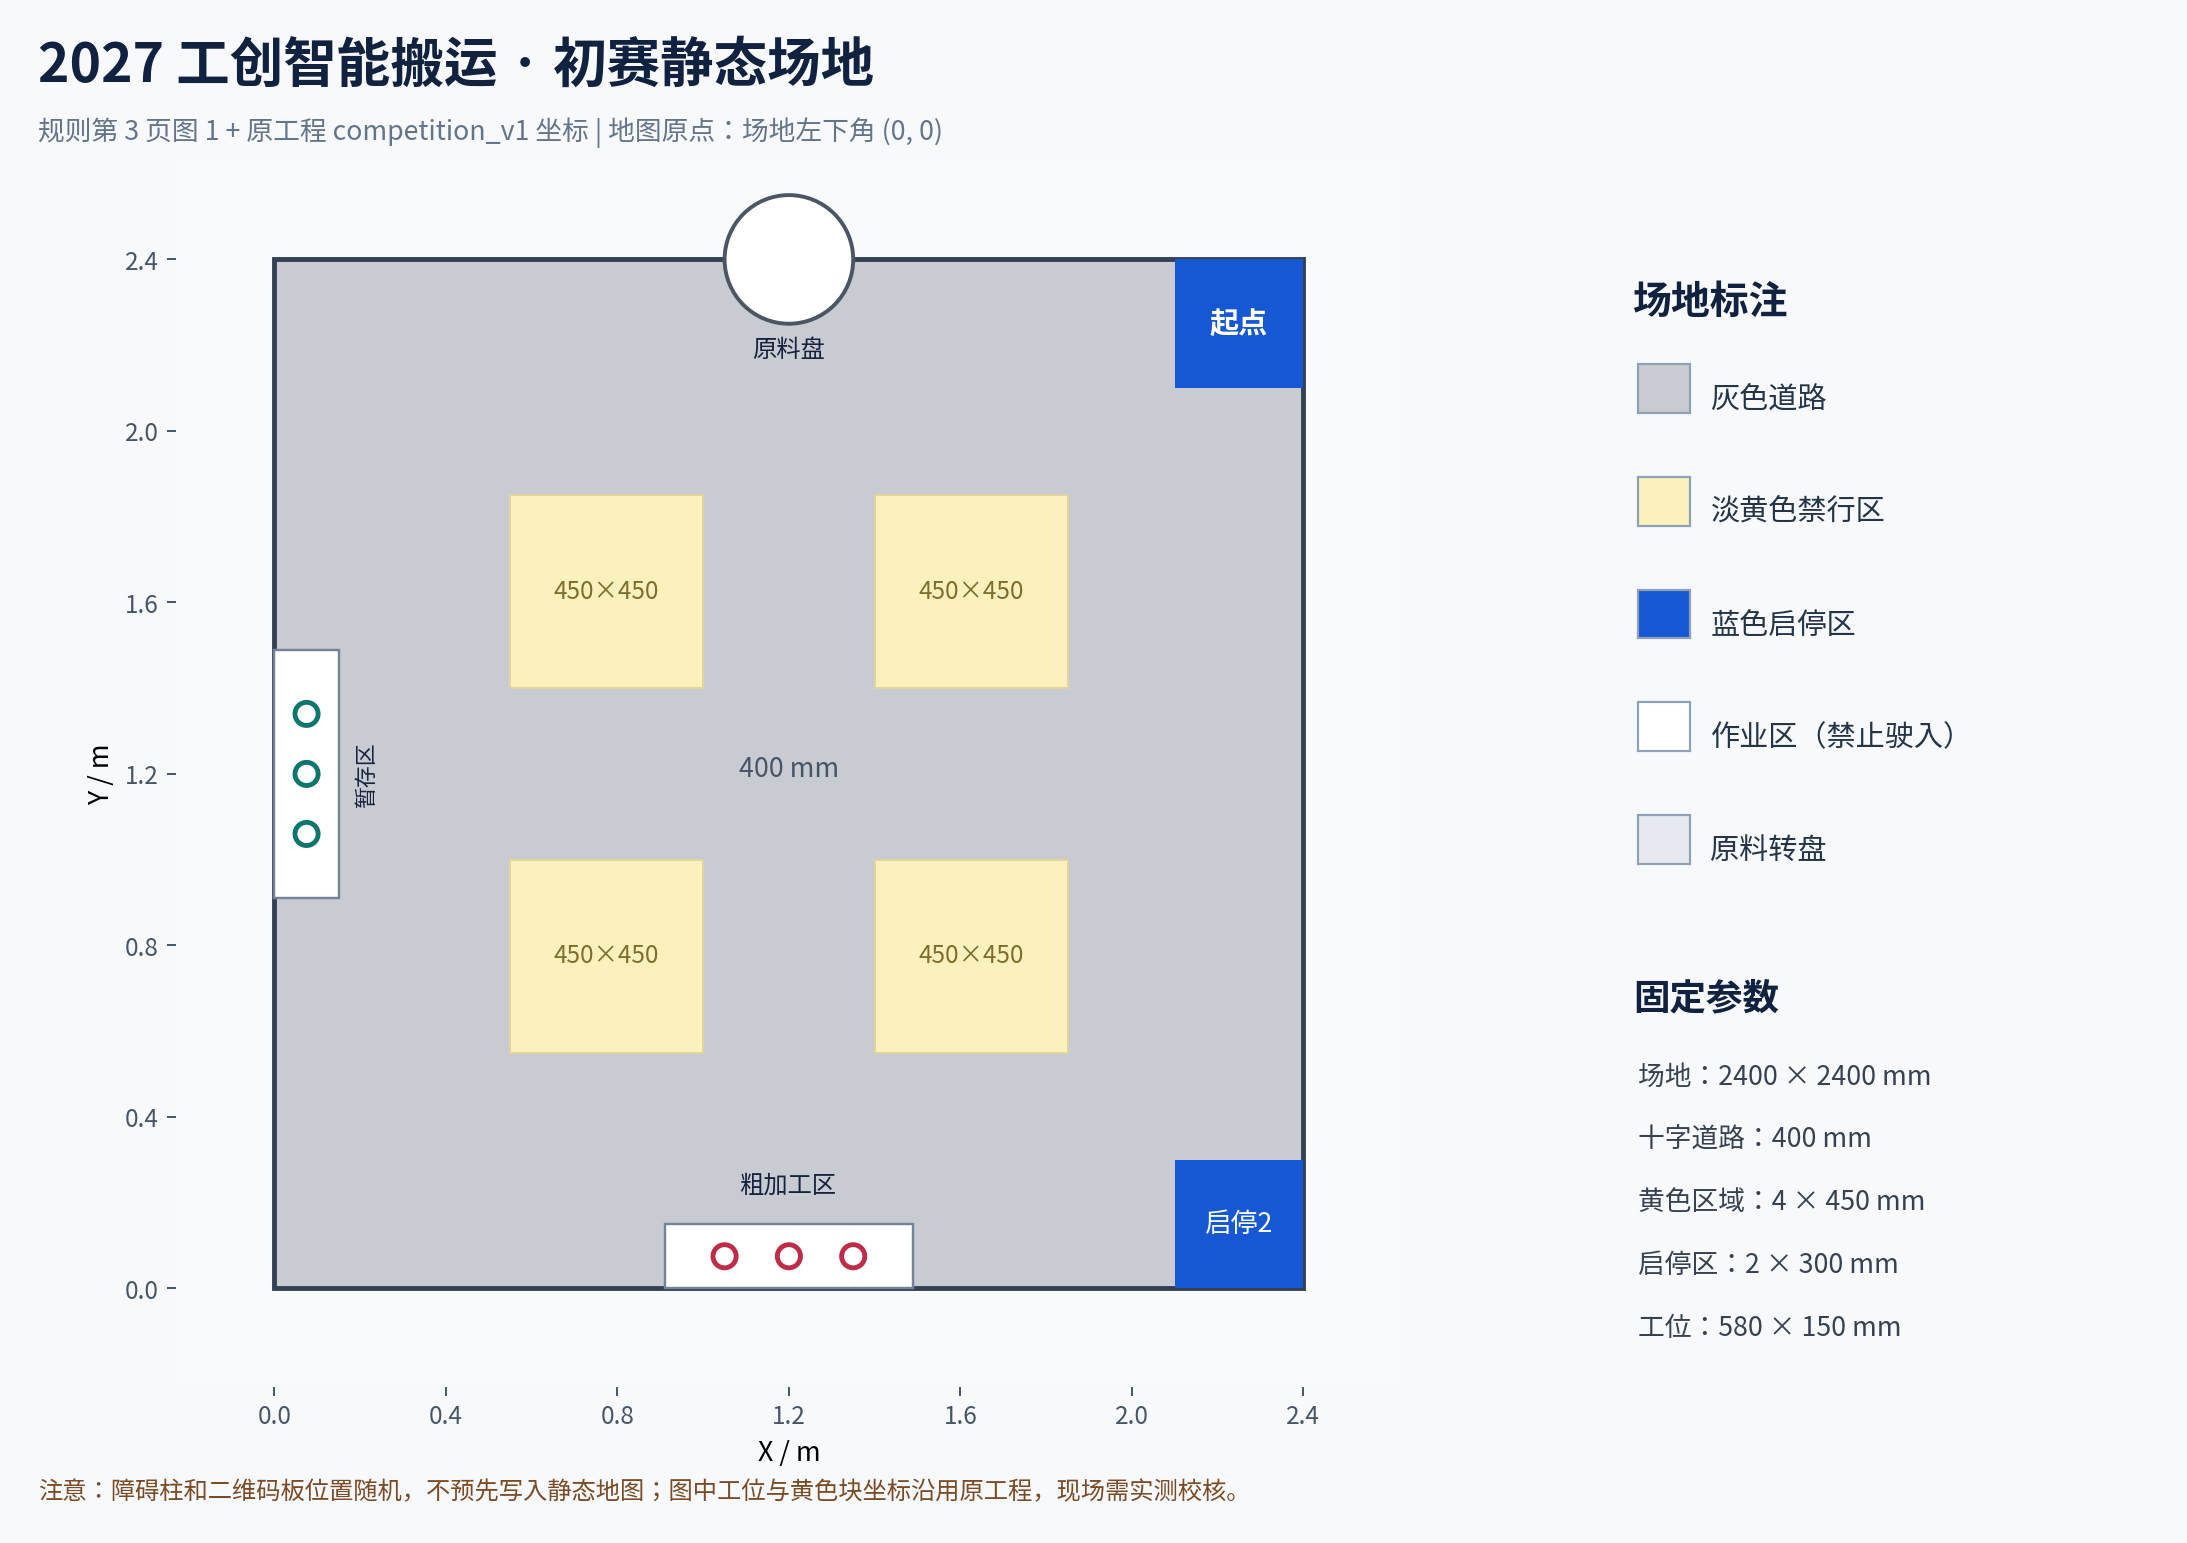 2027 工创智能搬运 · 初赛静态场地
规则第 3 页图 1 + 原工程 competition_v1 坐标 | 地图原点：场地左下角 (0, 0)
2.4
2.0
1.6
1.2
0.8
0.4
0.0
Y / m
原料盘
起点
450×450
450×450
暂存区
400 mm
450×450
450×450
粗加工区
启停2
0.0
0.4
0.8
1.2
1.6
2.0
2.4
X / m
场地标注
灰色道路
淡黄色禁行区
蓝色启停区
作业区（禁止驶入）
原料转盘
固定参数
场地：2400 × 2400 mm
十字道路：400 mm
黄色区域：4 × 450 mm
启停区：2 × 300 mm
工位：580 × 150 mm
注意：障碍柱和二维码板位置随机，不预先写入静态地图；图中工位与黄色块坐标沿用原工程，现场需实测校核。